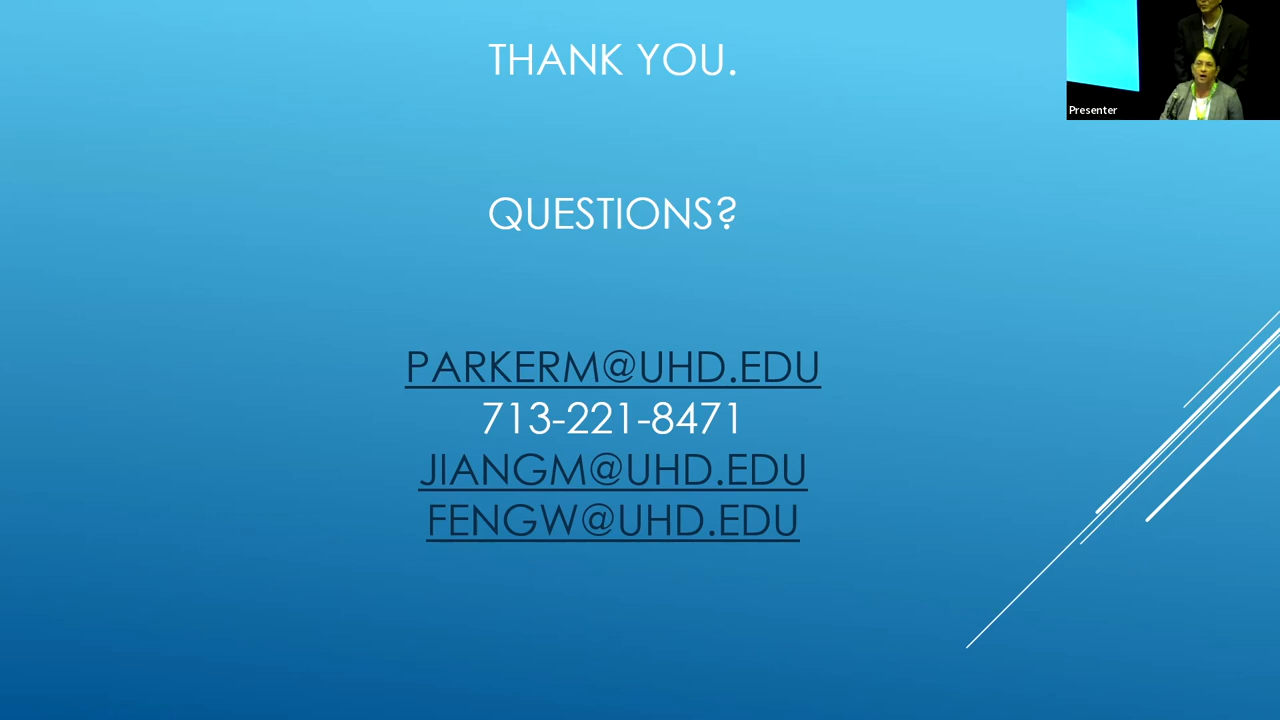 THANK YOU.
Presenter
QUESTIONS?
PARKERM@UHD.EDU
713-221-8471
JIANGM@UHD.EDU
FENGW@UHD.EDU